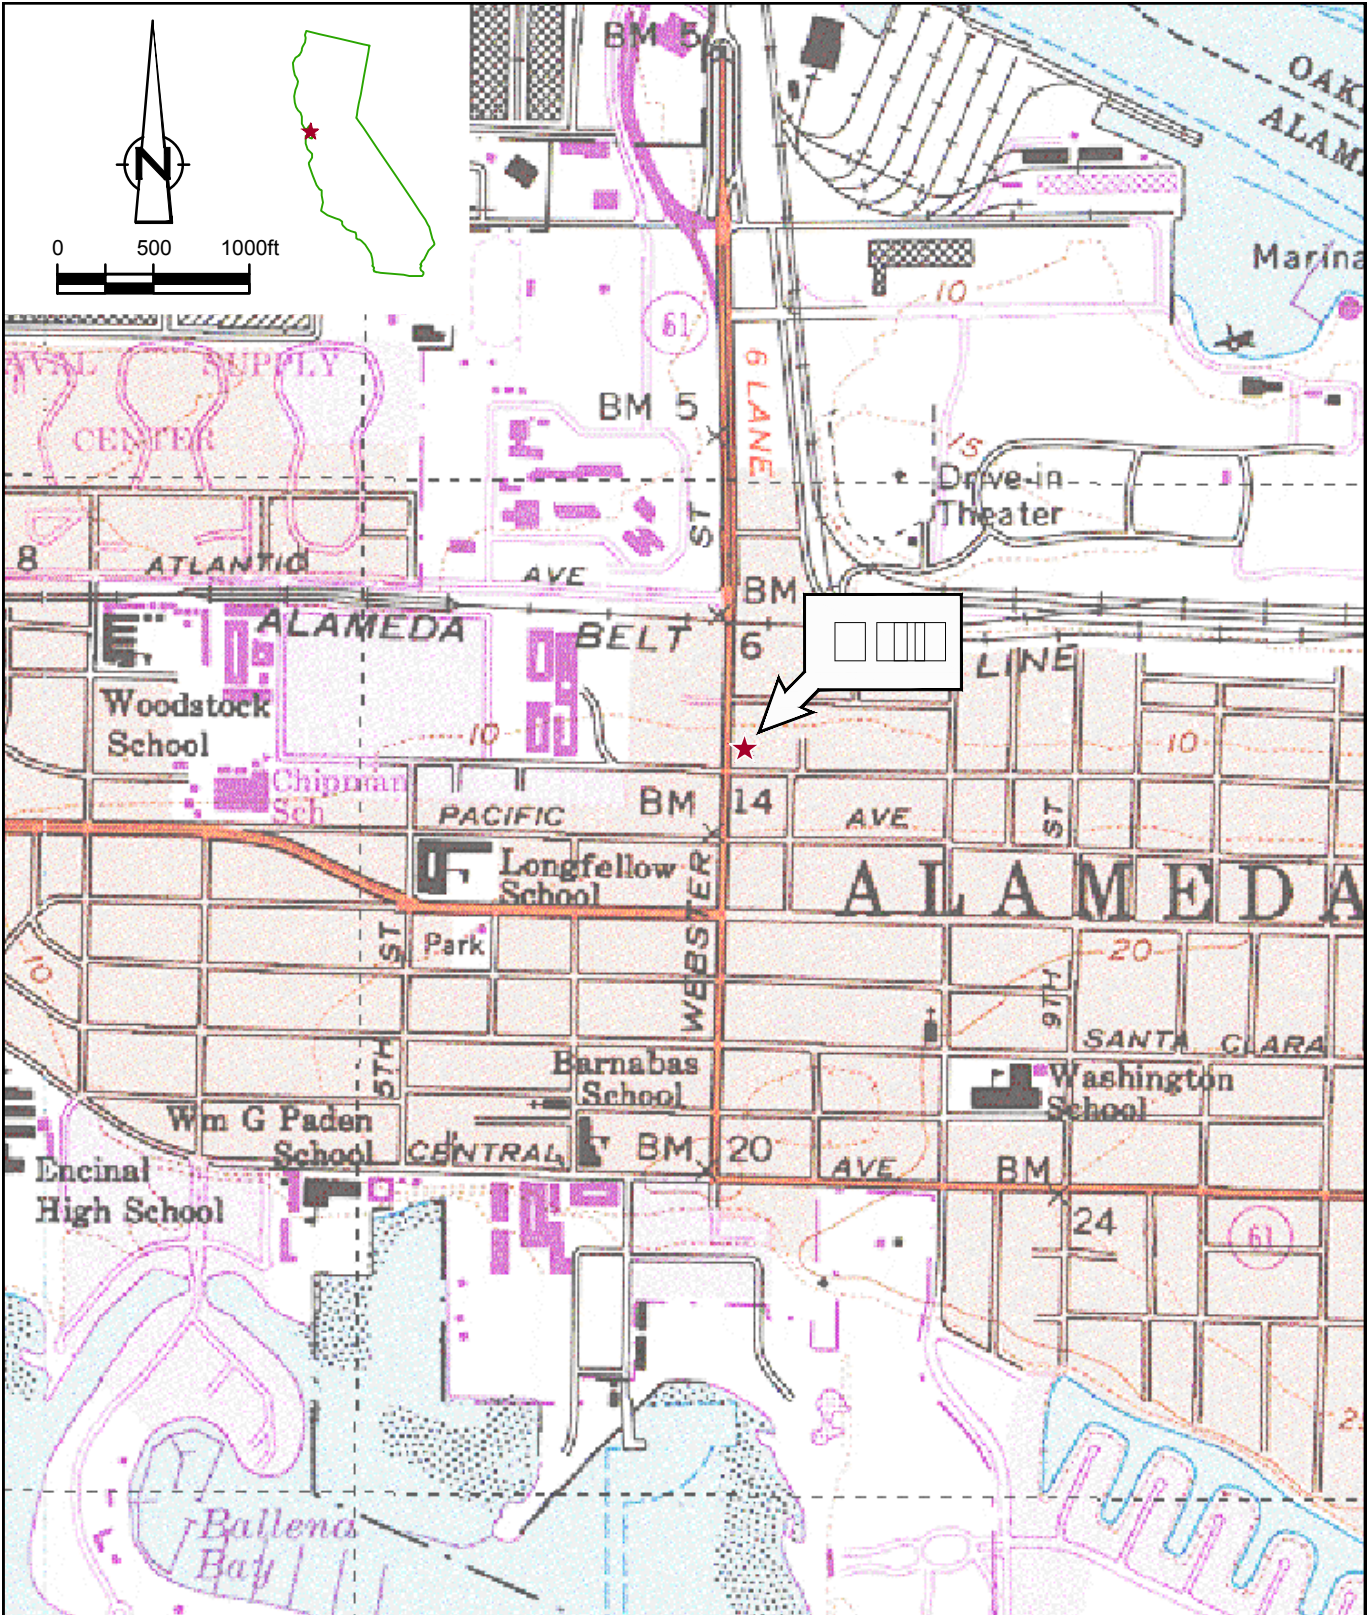 BM 5
OAK
ALAM
N
0 500 1000ft
Marina
10
61
6 LANE
AVAL SUPPLY
CENTER
BM 5
15
Drive-in
Theater
ST
8
ATLANTIC
AVE
BM
6
ALAMEDA BELT LINE
Woodstock
School
10
10
Chipman
Sch
PACIFIC
BM 14
AVE
ST
Longfellow
School
ALAMEDA
WEBSTER
ST
Park
20
10
9TH
SANTA CLARA
5TH
Barnabas
School
Washington
School
Wm G Paden
School
CENTRAL
BM 20
AVE
BM
24
Encinal
High School
61
2
Ballena
Bay